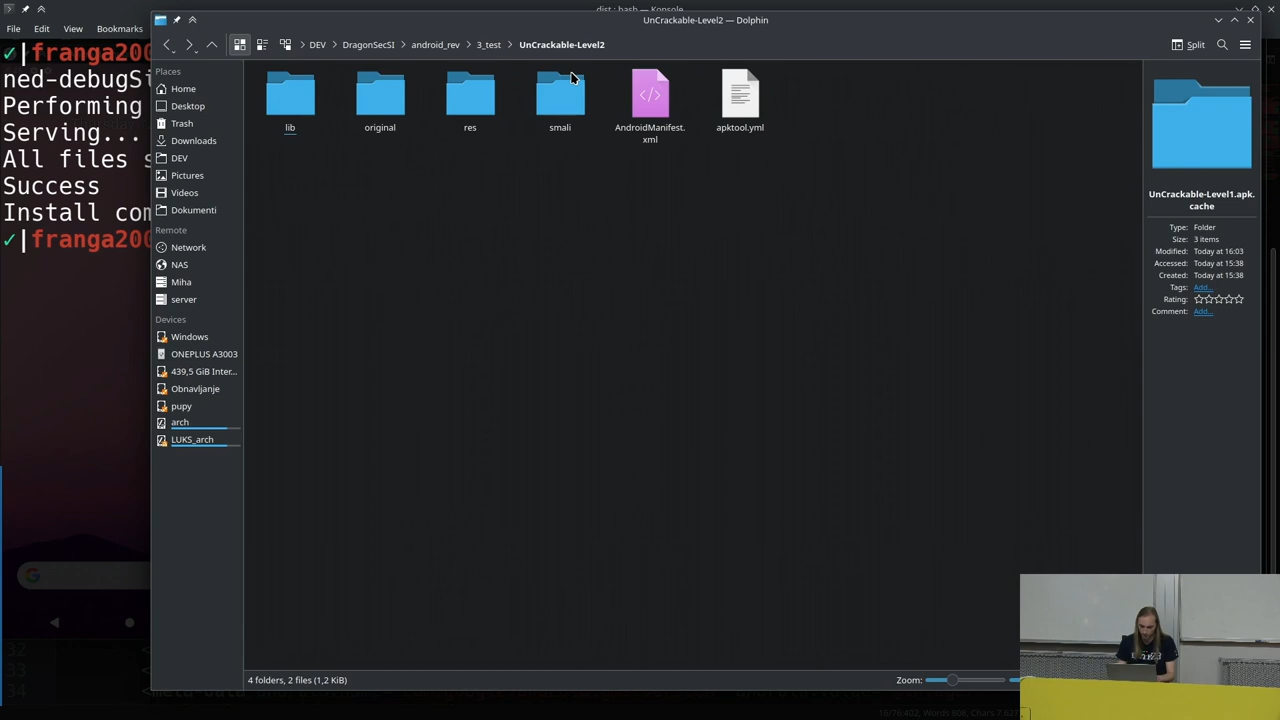 dist : bash — Konsole
UnCrackable-Level2 — Dolphin
File Edit View Bookmarks
DEV > DragonSecSI > android_rev > 3_test > UnCrackable-Level2
Split
✓|franga200
ned-debugSi
Performing
Serving...
All files s
Success
Install com
✓|franga200
Places
Home
Desktop
Trash
Downloads
DEV
Pictures
Videos
Dokumenti
Remote
Network
NAS
Miha
server
Devices
Windows
ONEPLUS A3003
439,5 GiB Inter...
Obnavljanje
pupy
arch
LUKS_arch
lib
original
res
smali
AndroidManifest.
xml
apktool.yml
UnCrackable-Level1.apk.
cache
Type: Folder
Size: 3 items
Modified: Today at 16:03
Accessed: Today at 15:38
Created: Today at 15:38
Tags: Add...
Rating:
Comment: Add...
32
33
34
4 folders, 2 files (1,2 KiB)
Zoom: